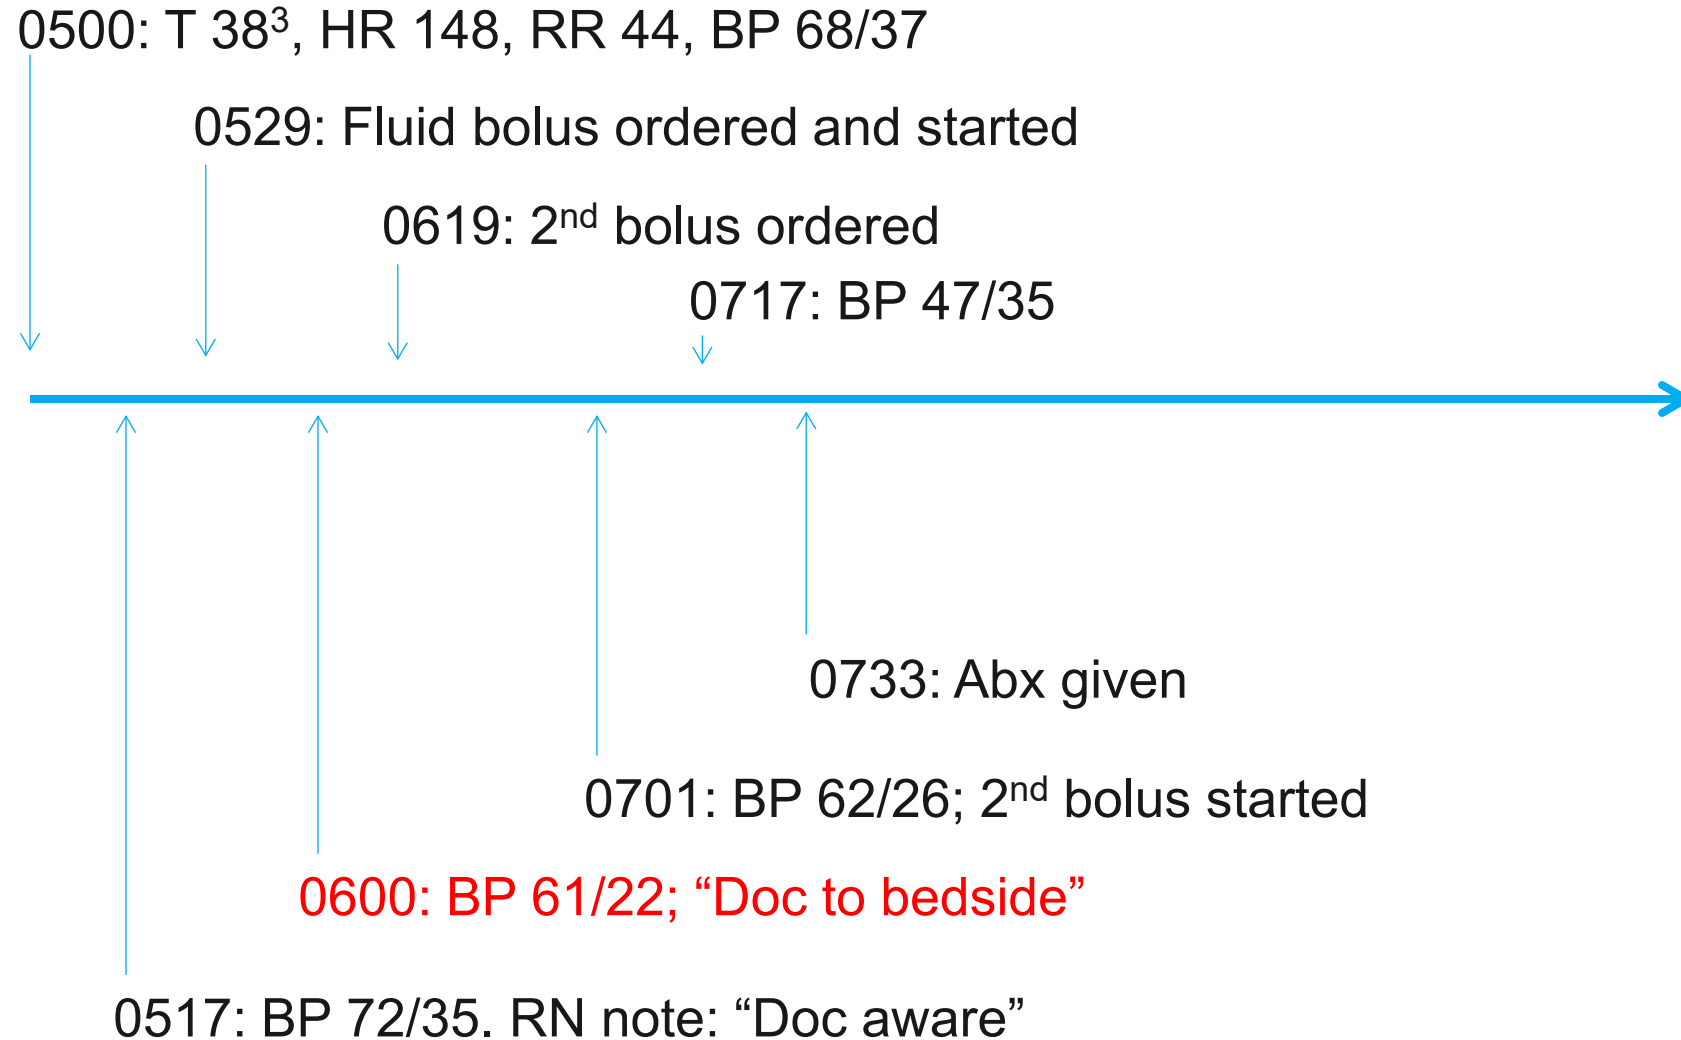 0500: T 38³, HR 148, RR 44, BP 68/37
0529: Fluid bolus ordered and started
0619: 2nd bolus ordered
0717: BP 47/35
0733: Abx given
0701: BP 62/26; 2nd bolus started
0600: BP 61/22; “Doc to bedside”
0517: BP 72/35. RN note: “Doc aware”